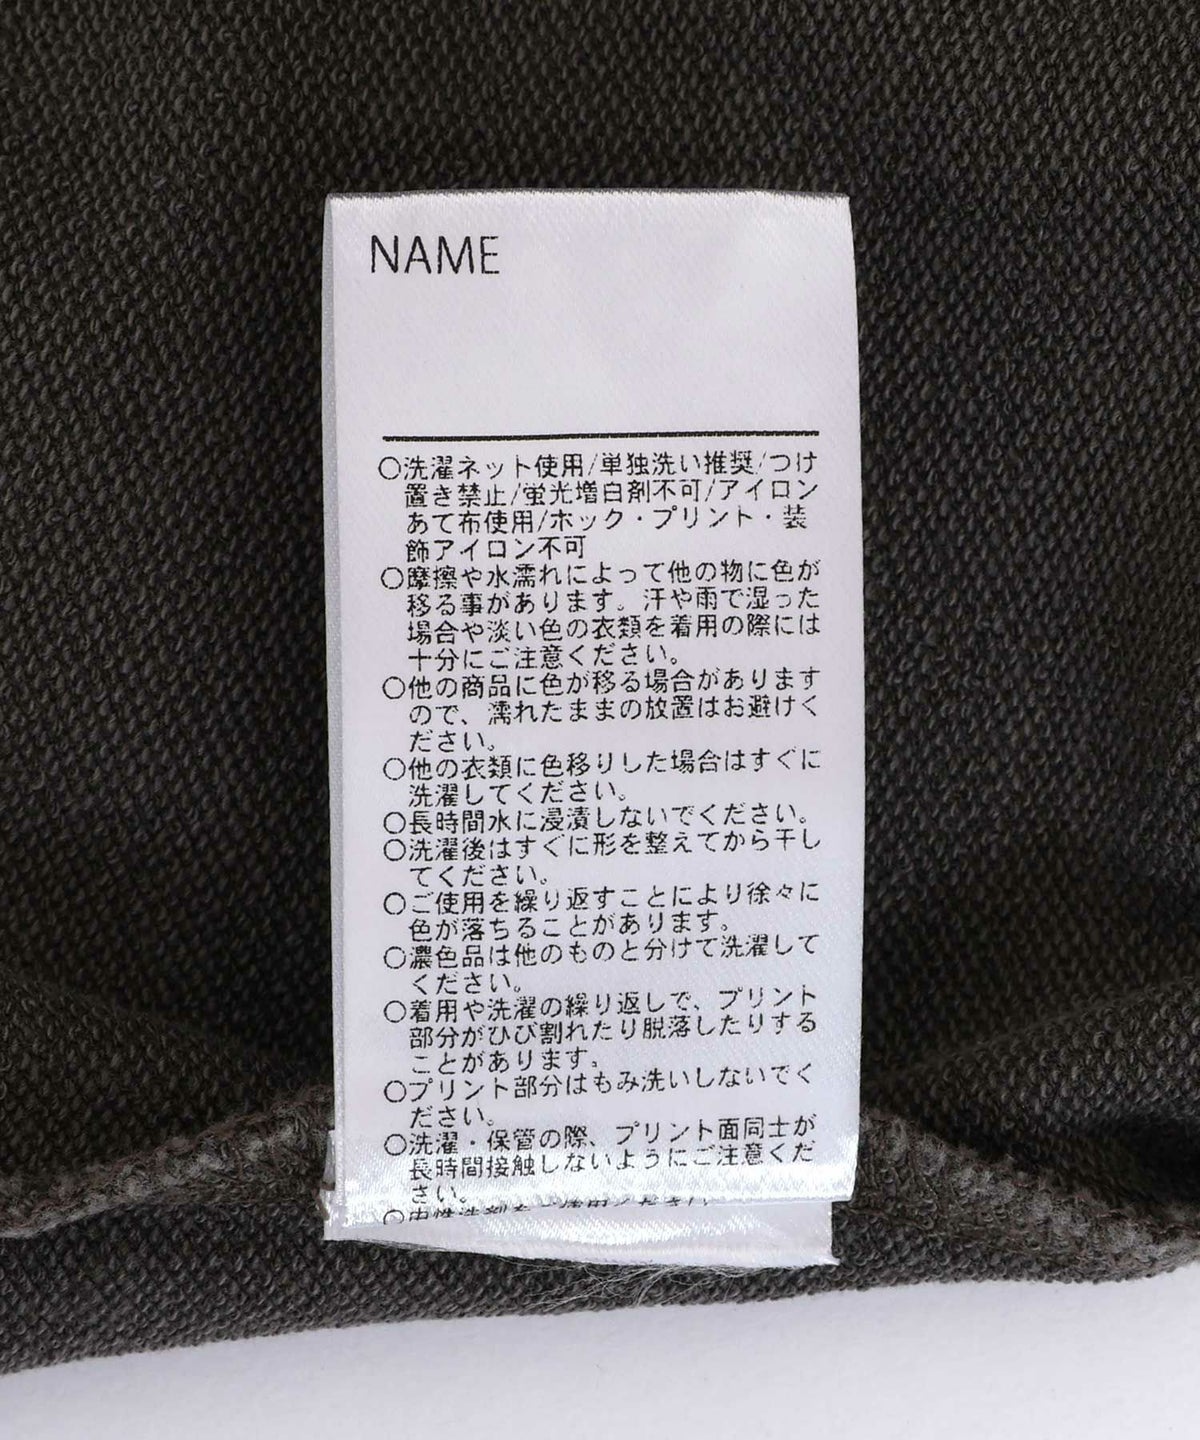 NAME
○洗濯ネット使用/単独洗い推奨/つけ
置き禁止/蛍光増白剤不可/アイロン
あて布使用/ホック・プリント・装
飾アイロン不可
○摩擦や水濡れによって他の物に色が
移る事があります。汗や雨で湿った
場合や淡い色の衣類を着用の際には
十分にご注意ください。
○他の商品に色が移る場合があります
ので、濡れたままの放置はお避けく
ださい。
○他の衣類に色移りした場合はすぐに
洗濯してください。
○長時間水に浸漬しないでください。
○洗濯後はすぐに形を整えてから干し
てください。
○ご使用を繰り返すことにより徐々に
色が落ちることがあります。
○濃色品は他のものと分けて洗濯して
ください。
○着用や洗濯の繰り返しで、プリント
部分がひび割れたり脱落したりする
ことがあります。
○プリント部分はもみ洗いしないでく
ださい。
○洗濯・保管の際、プリント面同士が
長時間接触しないようにご注意くだ
さい。
○中性洗剤をご使用ください